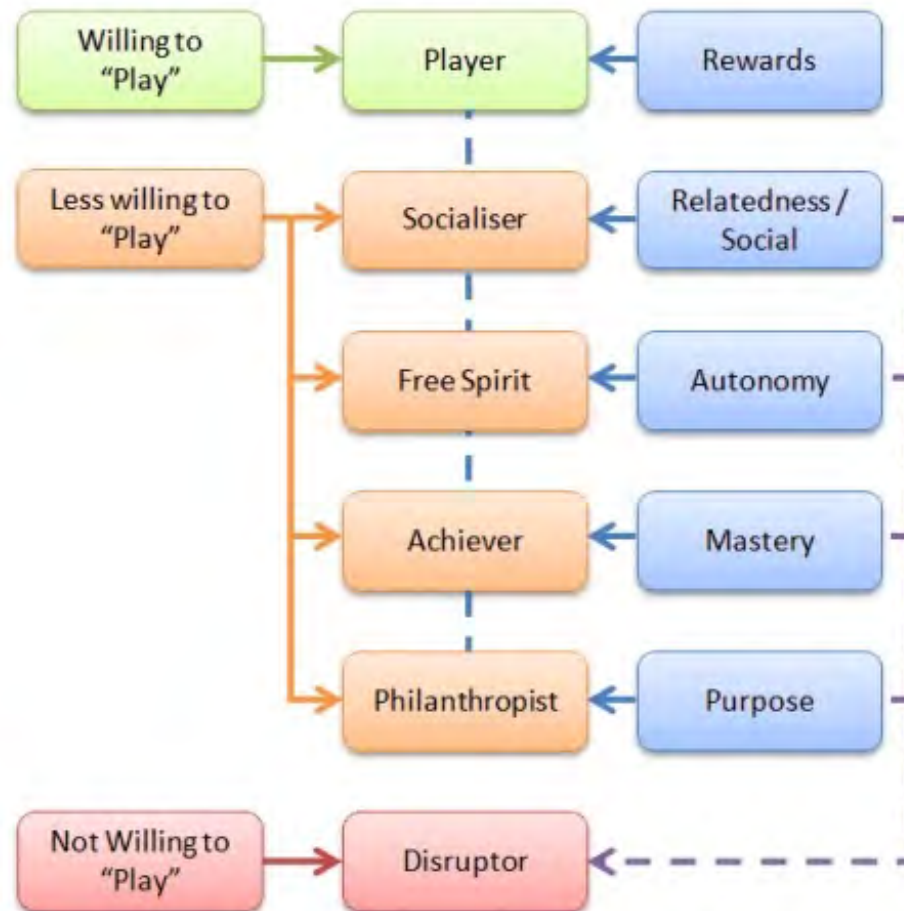 Willing to
“Play”
Player
Rewards
Less willing to
“Play”
Socialiser
Relatedness /
Social
Free Spirit
Autonomy
Achiever
Mastery
Philanthropist
Purpose
Not Willing to
“Play”
Disruptor